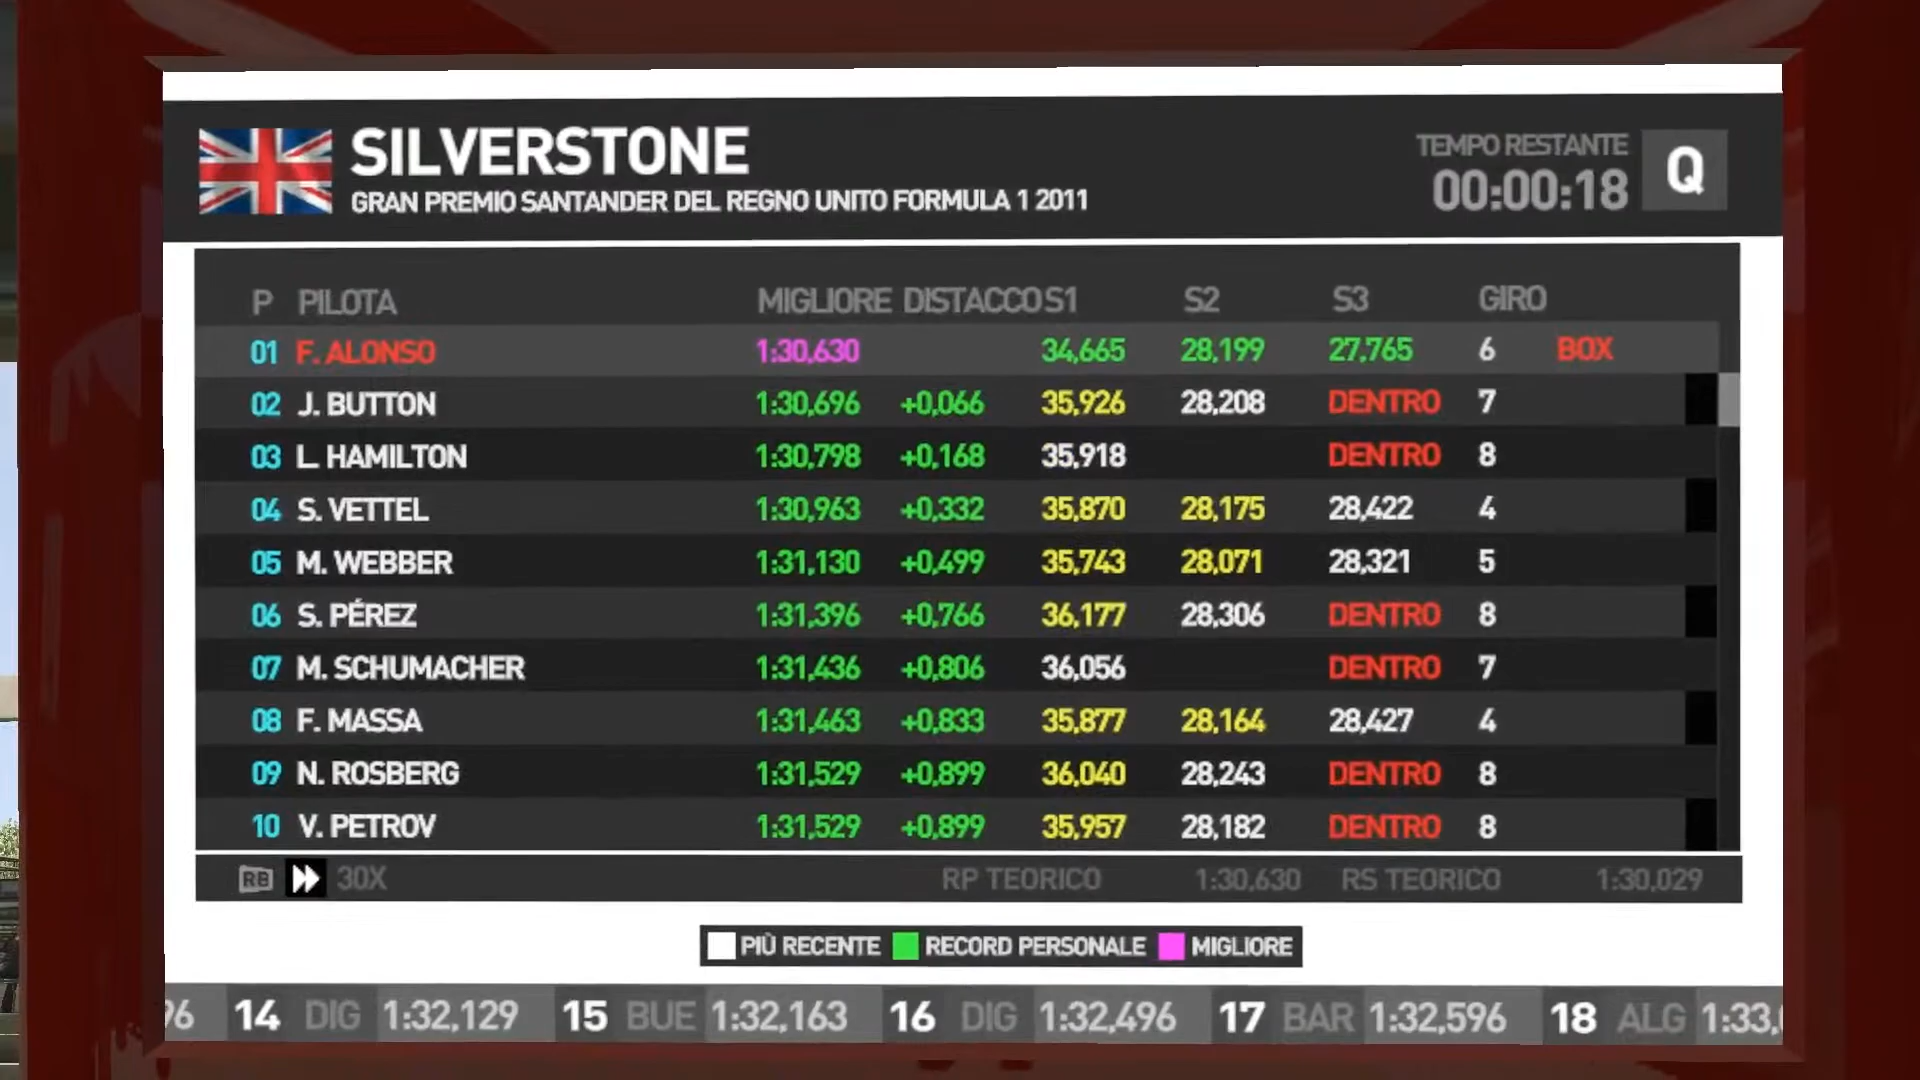 SILVERSTONE
GRAN PREMIO SANTANDER DEL REGNO UNITO FORMULA 1 2011
TEMPO RESTANTE
00:00:18
Q
P PILOTA MIGLIORE DISTACCO S1 S2 S3 GIRO
01 F. ALONSO 1:30,630 34,665 28,199 27,765 6 BOX
02 J. BUTTON 1:30,696 +0,066 35,926 28,208 DENTRO 7
03 L. HAMILTON 1:30,798 +0,168 35,918 DENTRO 8
04 S. VETTEL 1:30,963 +0,332 35,870 28,175 28,422 4
05 M. WEBBER 1:31,130 +0,499 35,743 28,071 28,321 5
06 S. PÉREZ 1:31,396 +0,766 36,177 28,306 DENTRO 8
07 M. SCHUMACHER 1:31,436 +0,806 36,056 DENTRO 7
08 F. MASSA 1:31,463 +0,833 35,877 28,164 28,427 4
09 N. ROSBERG 1:31,529 +0,899 36,040 28,243 DENTRO 8
10 V. PETROV 1:31,529 +0,899 35,957 28,182 DENTRO 8
RB 30X RP TEORICO 1:30,630 RS TEORICO 1:30,029
PIÙ RECENTE RECORD PERSONALE MIGLIORE
96 14 DIG 1:32,129 15 BUE 1:32,163 16 DIG 1:32,496 17 BAR 1:32,596 18 ALG 1:33,